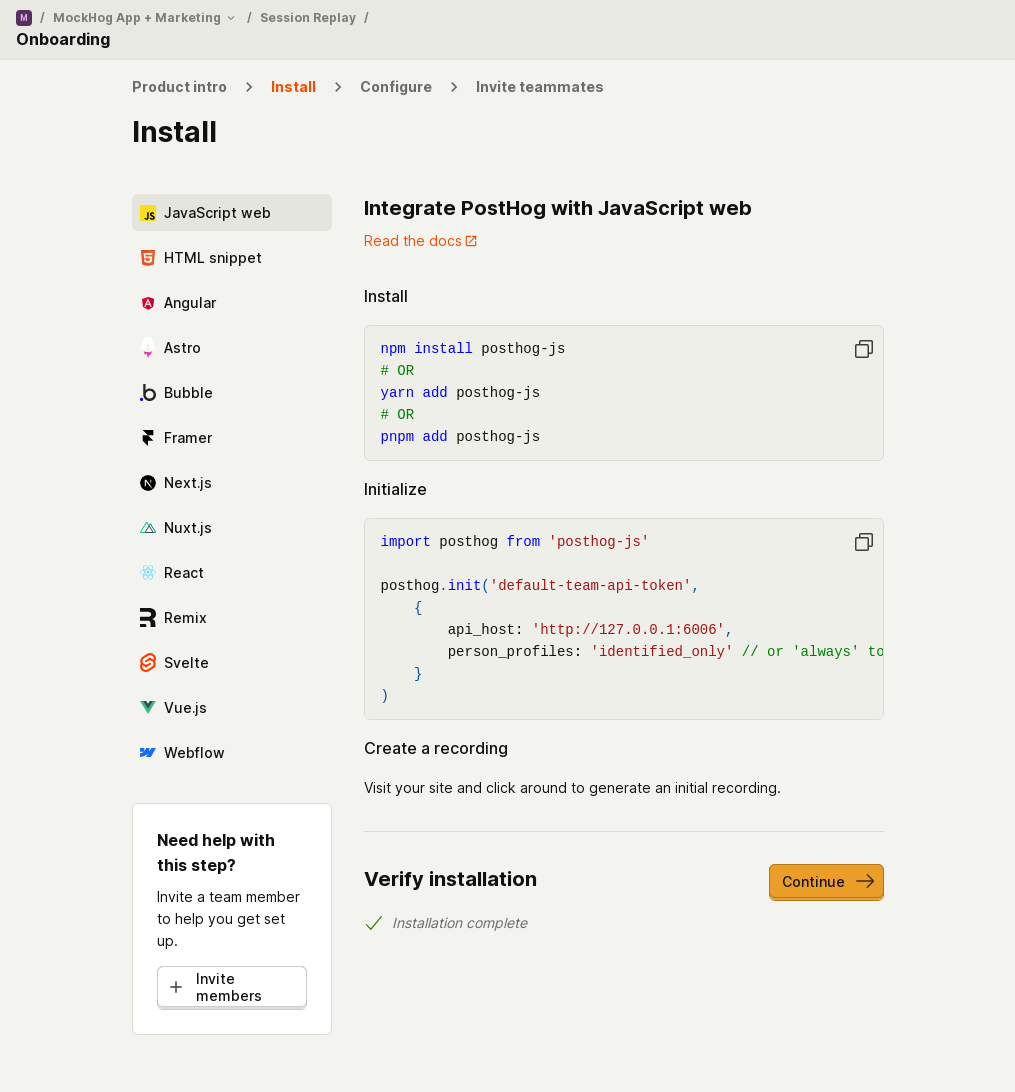 M / MockHog App + Marketing / Session Replay /
Onboarding
Product intro > Install > Configure > Invite teammates
Install
JavaScript web
HTML snippet
Angular
Astro
Bubble
Framer
Next.js
Nuxt.js
React
Remix
Svelte
Vue.js
Webflow
Need help with
this step?
Invite a team member
to help you get set
up.
Invite
members
Integrate PostHog with JavaScript web
Read the docs
Install
npm install posthog-js
# OR
yarn add posthog-js
# OR
pnpm add posthog-js
Initialize
import posthog from 'posthog-js'
posthog.init('default-team-api-token',
{
api_host: 'http://127.0.0.1:6006',
person_profiles: 'identified_only' // or 'always' to
}
)
Create a recording
Visit your site and click around to generate an initial recording.
Verify installation
Continue
Installation complete